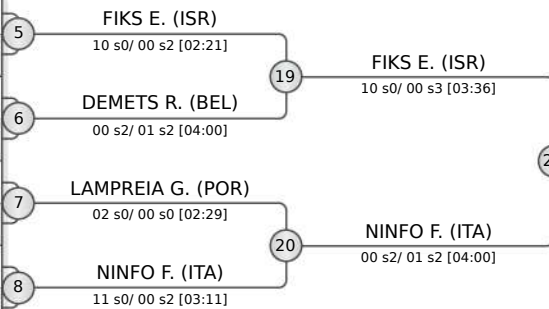 FIKS E. (ISR)
5
10 s0/ 00 s2 [02:21]
FIKS E. (ISR)
19
10 s0/ 00 s3 [03:36]
DEMETS R. (BEL)
6
00 s2/ 01 s2 [04:00]
LAMPREIA G. (POR)
7
02 s0/ 00 s0 [02:29]
NINFO F. (ITA)
20
00 s2/ 01 s2 [04:00]
NINFO F. (ITA)
8
11 s0/ 00 s2 [03:11]